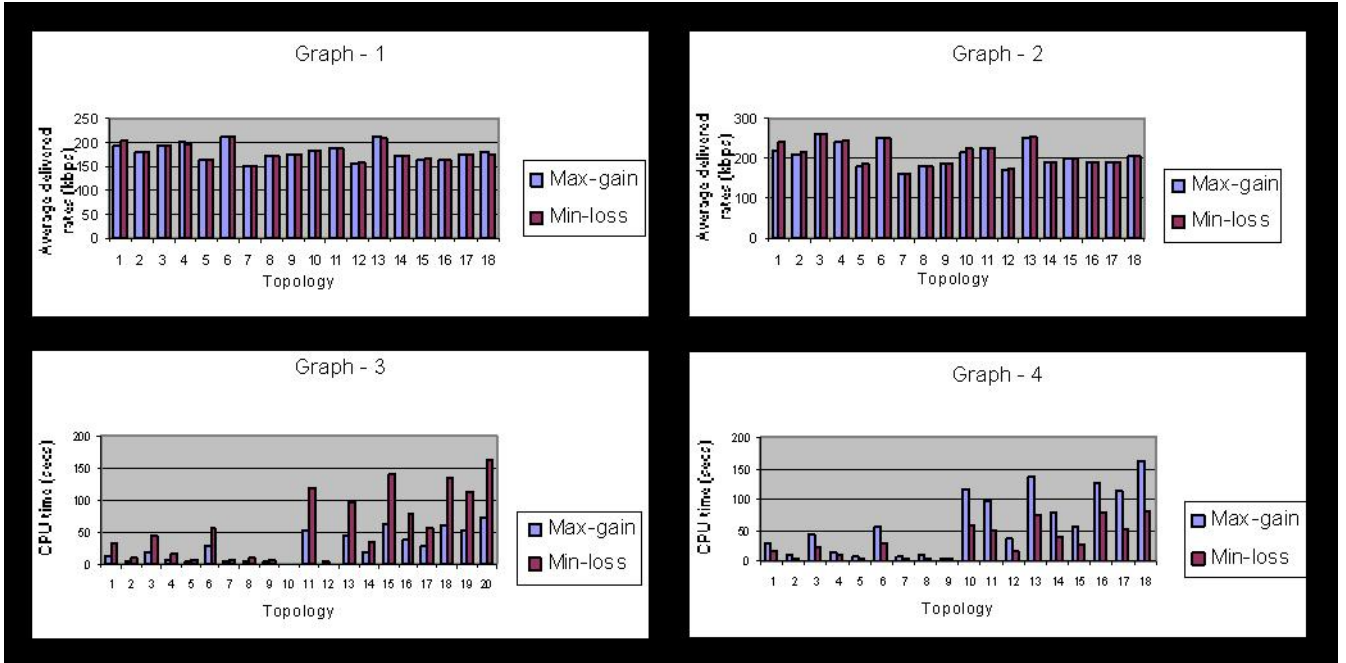 Graph - 1
Average delivered
rates (kbps)
250
200
150
100
50
0
1 2 3 4 5 6 7 8 9 10 11 12 13 14 15 16 17 18
Topology
Max-gain
Min-loss
Graph - 2
Average delivered
rates (kbps)
300
200
100
0
1 2 3 4 5 6 7 8 9 10 11 12 13 14 15 16 17 18
Topology
Max-gain
Min-loss
Graph - 3
CPU time (secs)
200
150
100
50
0
1 2 3 4 5 6 7 8 9 10 11 12 13 14 15 16 17 18 19 20
Topology
Max-gain
Min-loss
Graph - 4
CPU time (secs)
200
150
100
50
0
1 2 3 4 5 6 7 8 9 10 11 12 13 14 15 16 17 18
Topology
Max-gain
Min-loss